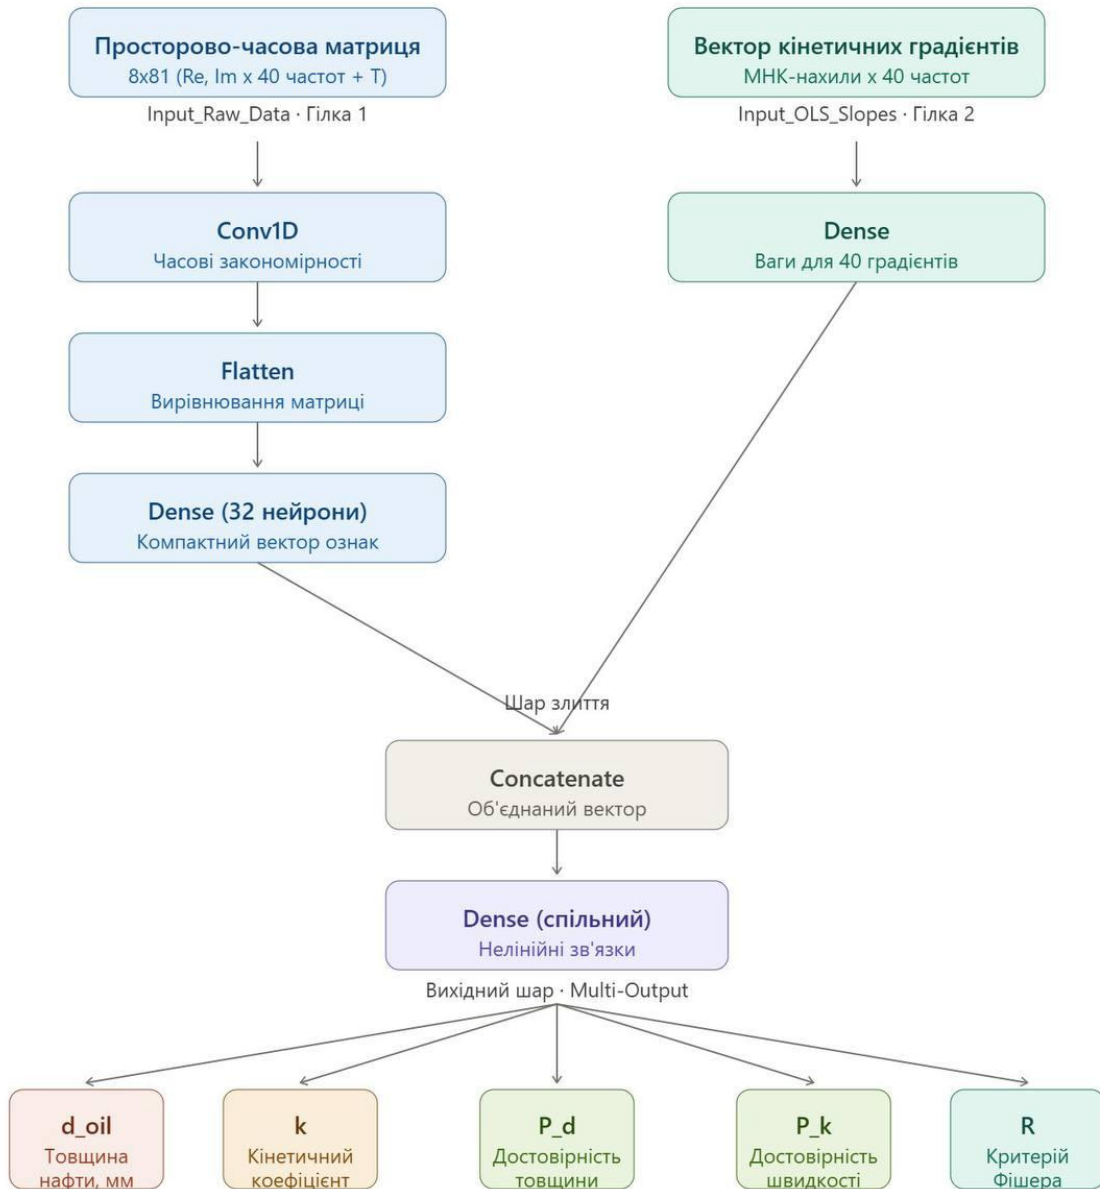 Просторово-часова матриця
8x81 (Re, Im x 40 частот + T)
Input_Raw_Data · Гілка 1
Вектор кінетичних градієнтів
МНК-нахили x 40 частот
Input_OLS_Slopes · Гілка 2
Conv1D
Часові закономірності
Dense
Ваги для 40 градієнтів
Flatten
Вирівнювання матриці
Dense (32 нейрони)
Компактний вектор ознак
Шар злиття
Concatenate
Об'єднаний вектор
Dense (спільний)
Нелінійні зв'язки
Вихідний шар · Multi-Output
d_oil
Товщина
нафти, мм
k
Кінетичний
коефіцієнт
P_d
Достовірність
товщини
P_k
Достовірність
швидкості
R
Критерій
Фішера